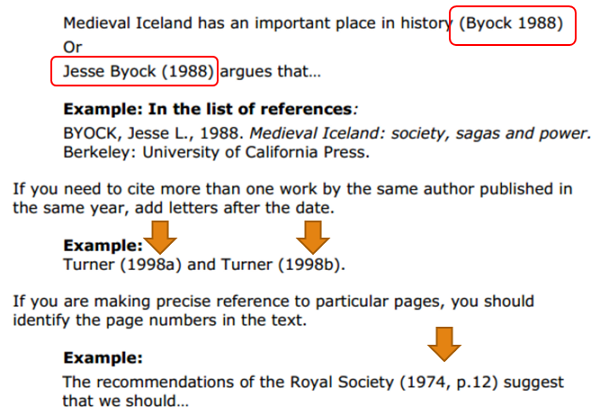 Medieval Iceland has an important place in history (Byock 1988)
Or
Jesse Byock (1988) argues that...
Example: In the list of references:
BYOCK, Jesse L., 1988. Medieval Iceland: society, sagas and power.
Berkeley: University of California Press.
If you need to cite more than one work by the same author published in
the same year, add letters after the date.
Example:
Turner (1998a) and Turner (1998b).
If you are making precise reference to particular pages, you should
identify the page numbers in the text.
Example:
The recommendations of the Royal Society (1974, p.12) suggest
that we should...